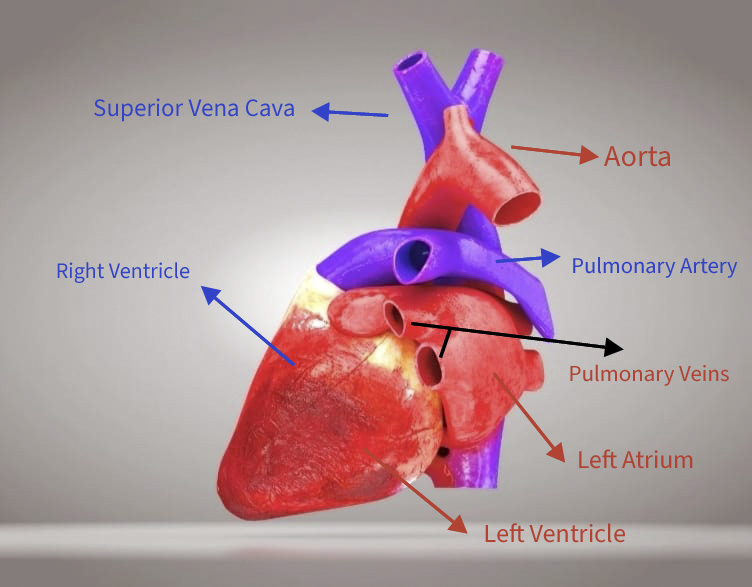 Superior Vena Cava
Aorta
Right Ventricle
Pulmonary Artery
Pulmonary Veins
Left Atrium
Left Ventricle